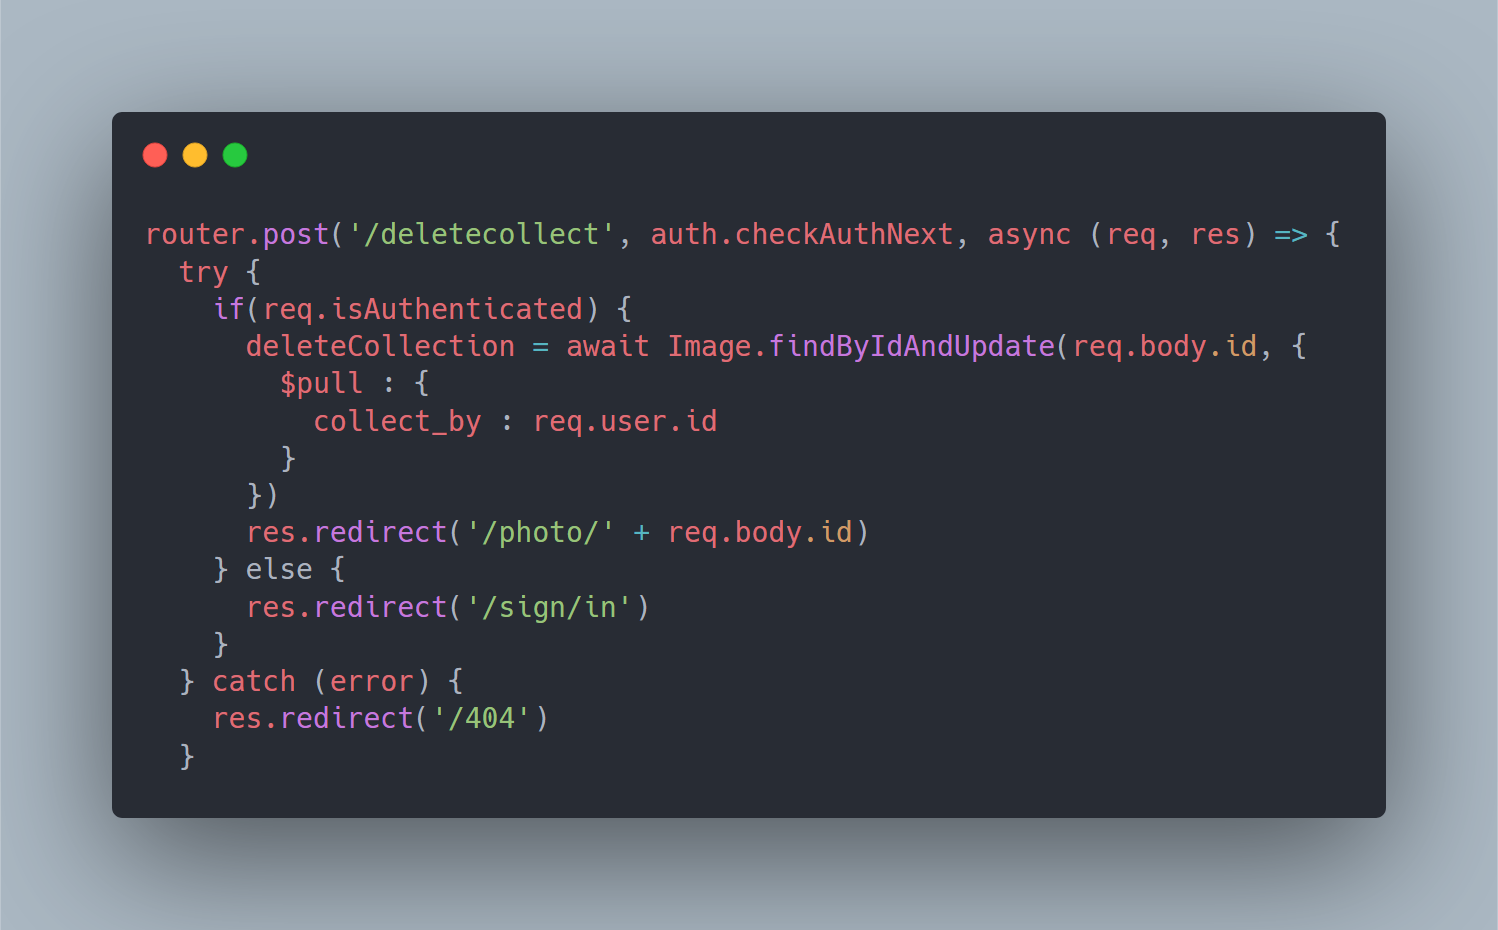 router.post('/deletecollect', auth.checkAuthNext, async (req, res) => {
  try {
    if(req.isAuthenticated) {
      deleteCollection = await Image.findByIdAndUpdate(req.body.id, {
        $pull : {
          collect_by : req.user.id
        }
      })
      res.redirect('/photo/' + req.body.id)
    } else {
      res.redirect('/sign/in')
    }
  } catch (error) {
    res.redirect('/404')
  }